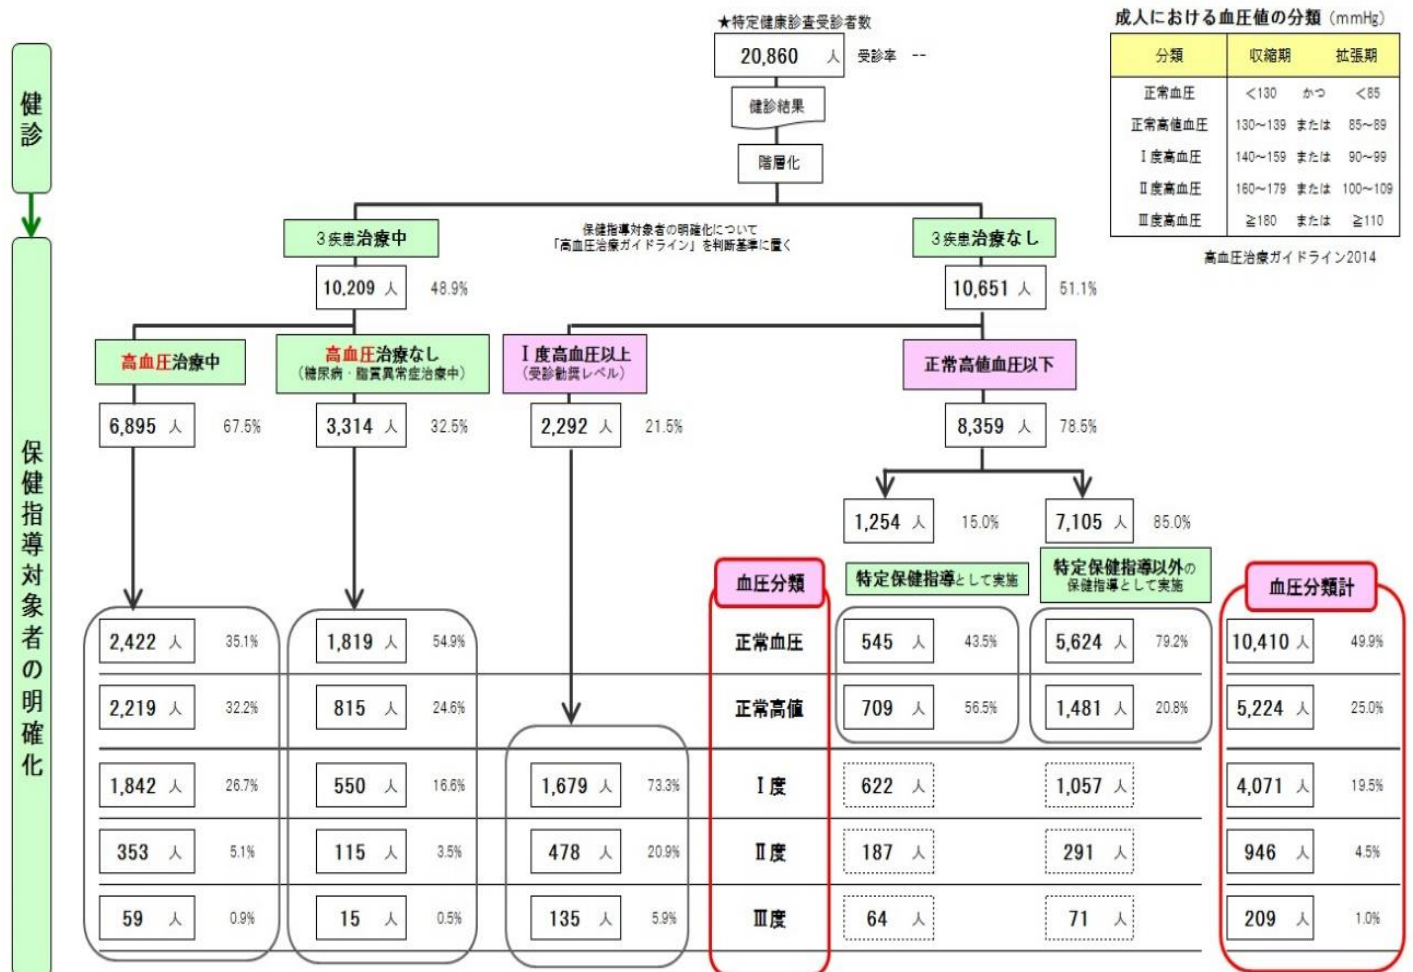 ★特定健康診査受診者数
20,860 人 受診率 --
健診結果
階層化
成人における血圧値の分類(mmHg)
分類 収縮期 拡張期
正常血圧 <130 かつ <85
正常高値血圧 130~139 または 85~89
Ⅰ度高血圧 140~159 または 90~99
Ⅱ度高血圧 160~179 または 100~109
Ⅲ度高血圧 ≧180 または ≧110
高血圧治療ガイドライン2014
健診
保健指導対象者の明確化
保健指導対象者の明確化について
「高血圧治療ガイドライン」を判断基準に置く
3疾患治療中
10,209 人 48.9%
3疾患治療なし
10,651 人 51.1%
高血圧治療中
6,895 人 67.5%
高血圧治療なし
(糖尿病・脂質異常症治療中)
3,314 人 32.5%
Ⅰ度高血圧以上
(受診勧奨レベル)
2,292 人 21.5%
正常高値血圧以下
8,359 人 78.5%
1,254 人 15.0%
7,105 人 85.0%
血圧分類
特定保健指導として実施
特定保健指導以外の
保健指導として実施
血圧分類計
2,422 人 35.1% 1,819 人 54.9% 正常血圧 545 人 43.5% 5,624 人 79.2% 10,410 人 49.9%
2,219 人 32.2% 815 人 24.6% 正常高値 709 人 56.5% 1,481 人 20.8% 5,224 人 25.0%
1,842 人 26.7% 550 人 16.6% 1,679 人 73.3% Ⅰ度 622 人 1,057 人 4,071 人 19.5%
353 人 5.1% 115 人 3.5% 478 人 20.9% Ⅱ度 187 人 291 人 946 人 4.5%
59 人 0.9% 15 人 0.5% 135 人 5.9% Ⅲ度 64 人 71 人 209 人 1.0%